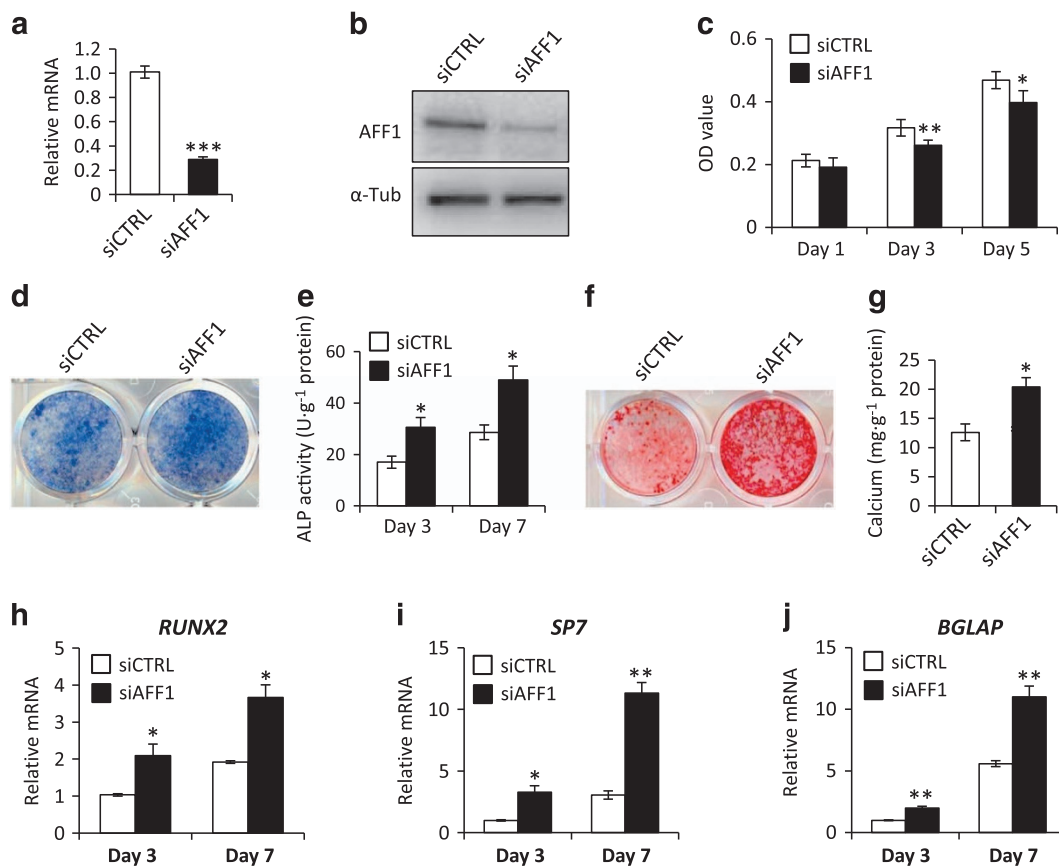 a
Relative mRNA
1.2
1
0.8
0.6
0.4
0.2
0
***
siCTRL
siAFF1
b
siCTRL
siAFF1
AFF1
α-Tub
c
OD value
0.6
0.4
0.2
0
siCTRL
siAFF1
**
*
Day 1
Day 3
Day 5
d
siCTRL
siAFF1
e
ALP activity (U·g⁻¹ protein)
60
40
20
0
siCTRL
siAFF1
*
*
Day 3
Day 7
f
siCTRL
siAFF1
g
Calcium (mg·g⁻¹ protein)
25
20
15
10
5
0
*
siCTRL
siAFF1
h
RUNX2
Relative mRNA
5
4
3
2
1
0
siCTRL
siAFF1
*
*
Day 3
Day 7
i
SP7
Relative mRNA
15
10
5
0
siCTRL
siAFF1
*
**
Day 3
Day 7
j
BGLAP
Relative mRNA
15
10
5
0
siCTRL
siAFF1
**
**
Day 3
Day 7